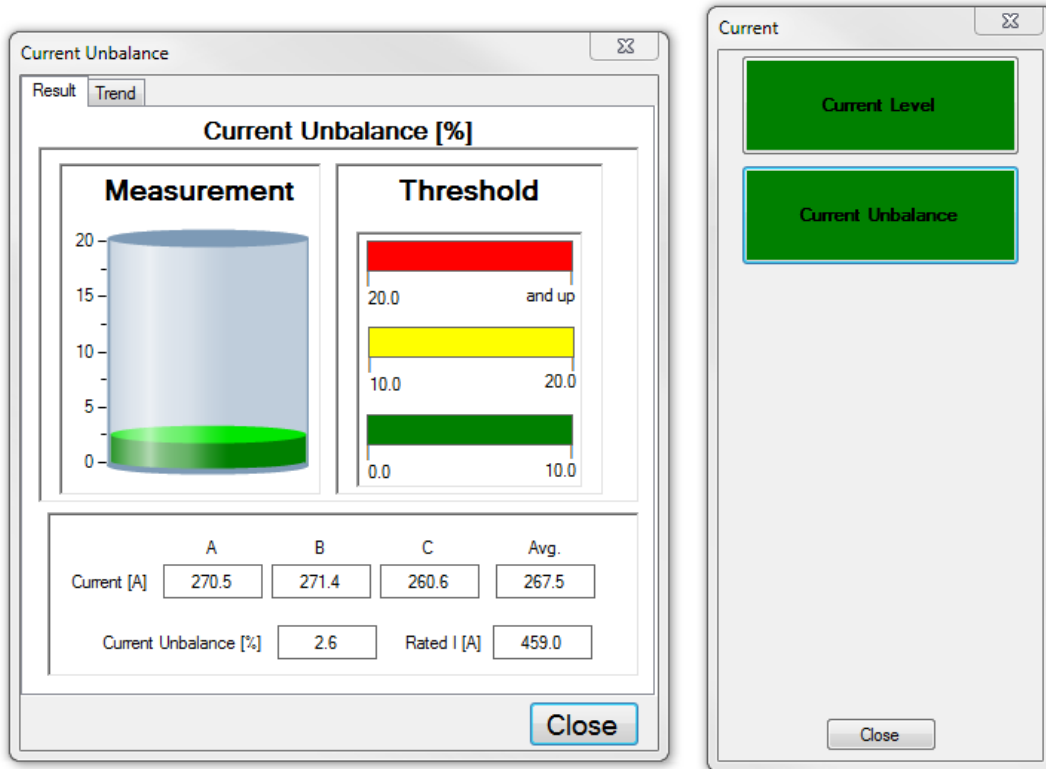 Current Unbalance
Result Trend
Current Unbalance [%]
Measurement
20
15
10
5
0
Threshold
20.0 and up
10.0 20.0
0.0 10.0
A B C Avg.
Current [A] 270.5 271.4 260.6 267.5
Current Unbalance [%] 2.6 Rated I [A] 459.0
Close
Current
Current Level
Current Unbalance
Close